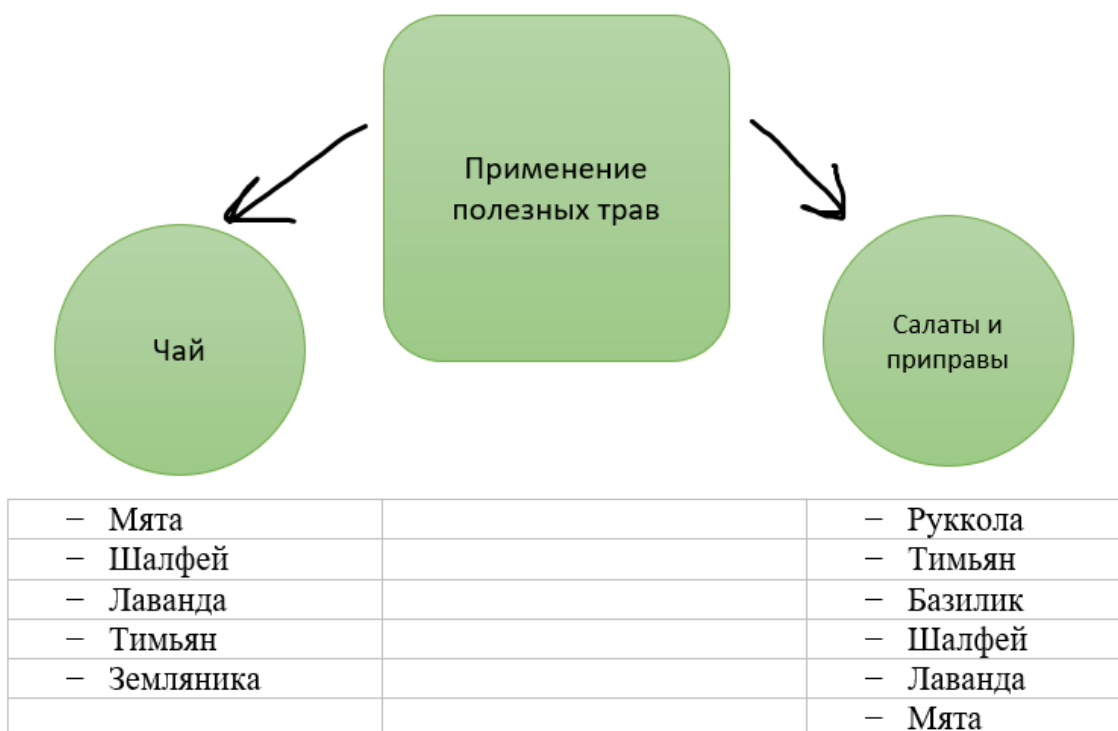 Применение
полезных трав
Чай
Салаты и
приправы
– Мята
– Руккола
– Шалфей
– Тимьян
– Лаванда
– Базилик
– Тимьян
– Шалфей
– Земляника
– Лаванда
– Мята